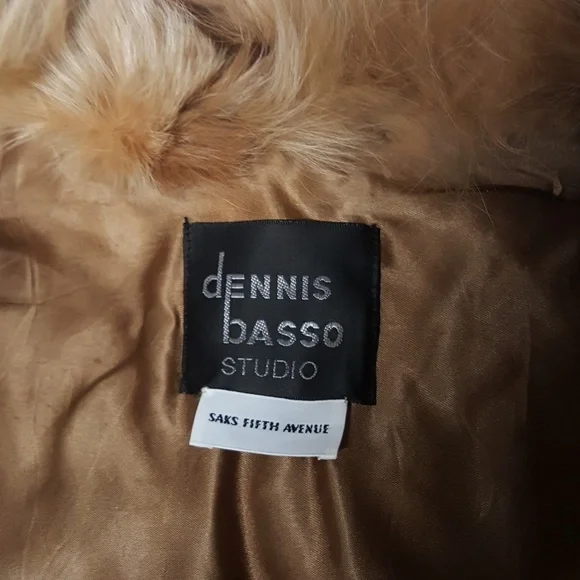 dENNIS
bASSO
STUDIO
SAKS FIFTH AVENUE